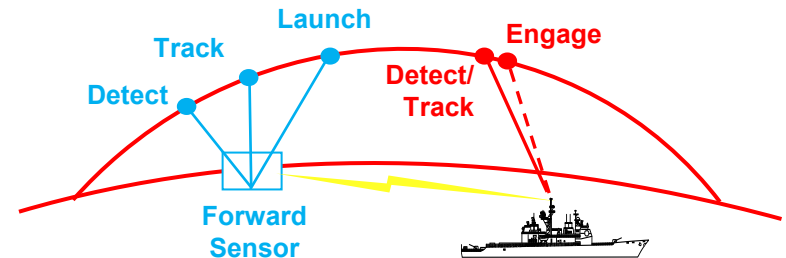 Launch
Track
Detect
Engage
Detect/
Track
Forward
Sensor